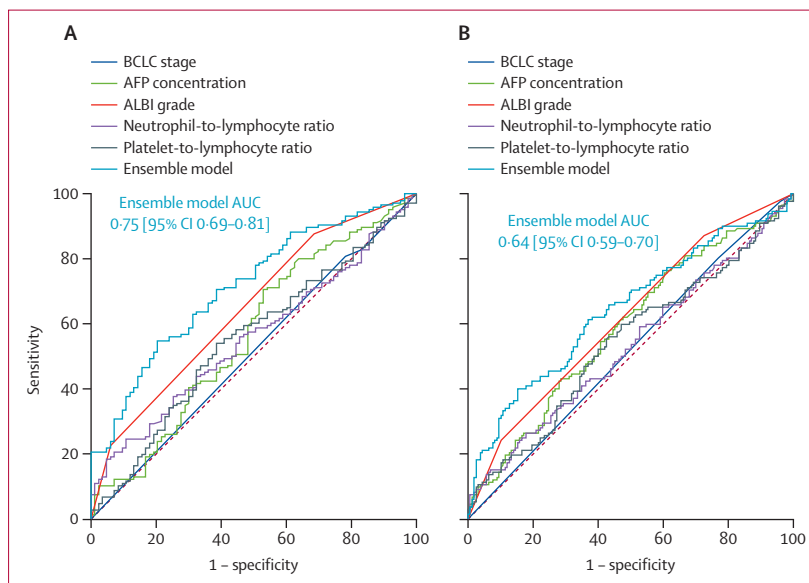 A
BCLC stage
AFP concentration
ALBI grade
Neutrophil-to-lymphocyte ratio
Platelet-to-lymphocyte ratio
Ensemble model
Ensemble model AUC
0·75 [95% CI 0·69–0·81]
Sensitivity
100
80
60
40
20
0
0
20
40
60
80
100
1 – specificity
B
BCLC stage
AFP concentration
ALBI grade
Neutrophil-to-lymphocyte ratio
Platelet-to-lymphocyte ratio
Ensemble model
Ensemble model AUC
0·64 [95% CI 0·59–0·70]
0
20
40
60
80
100
1 – specificity